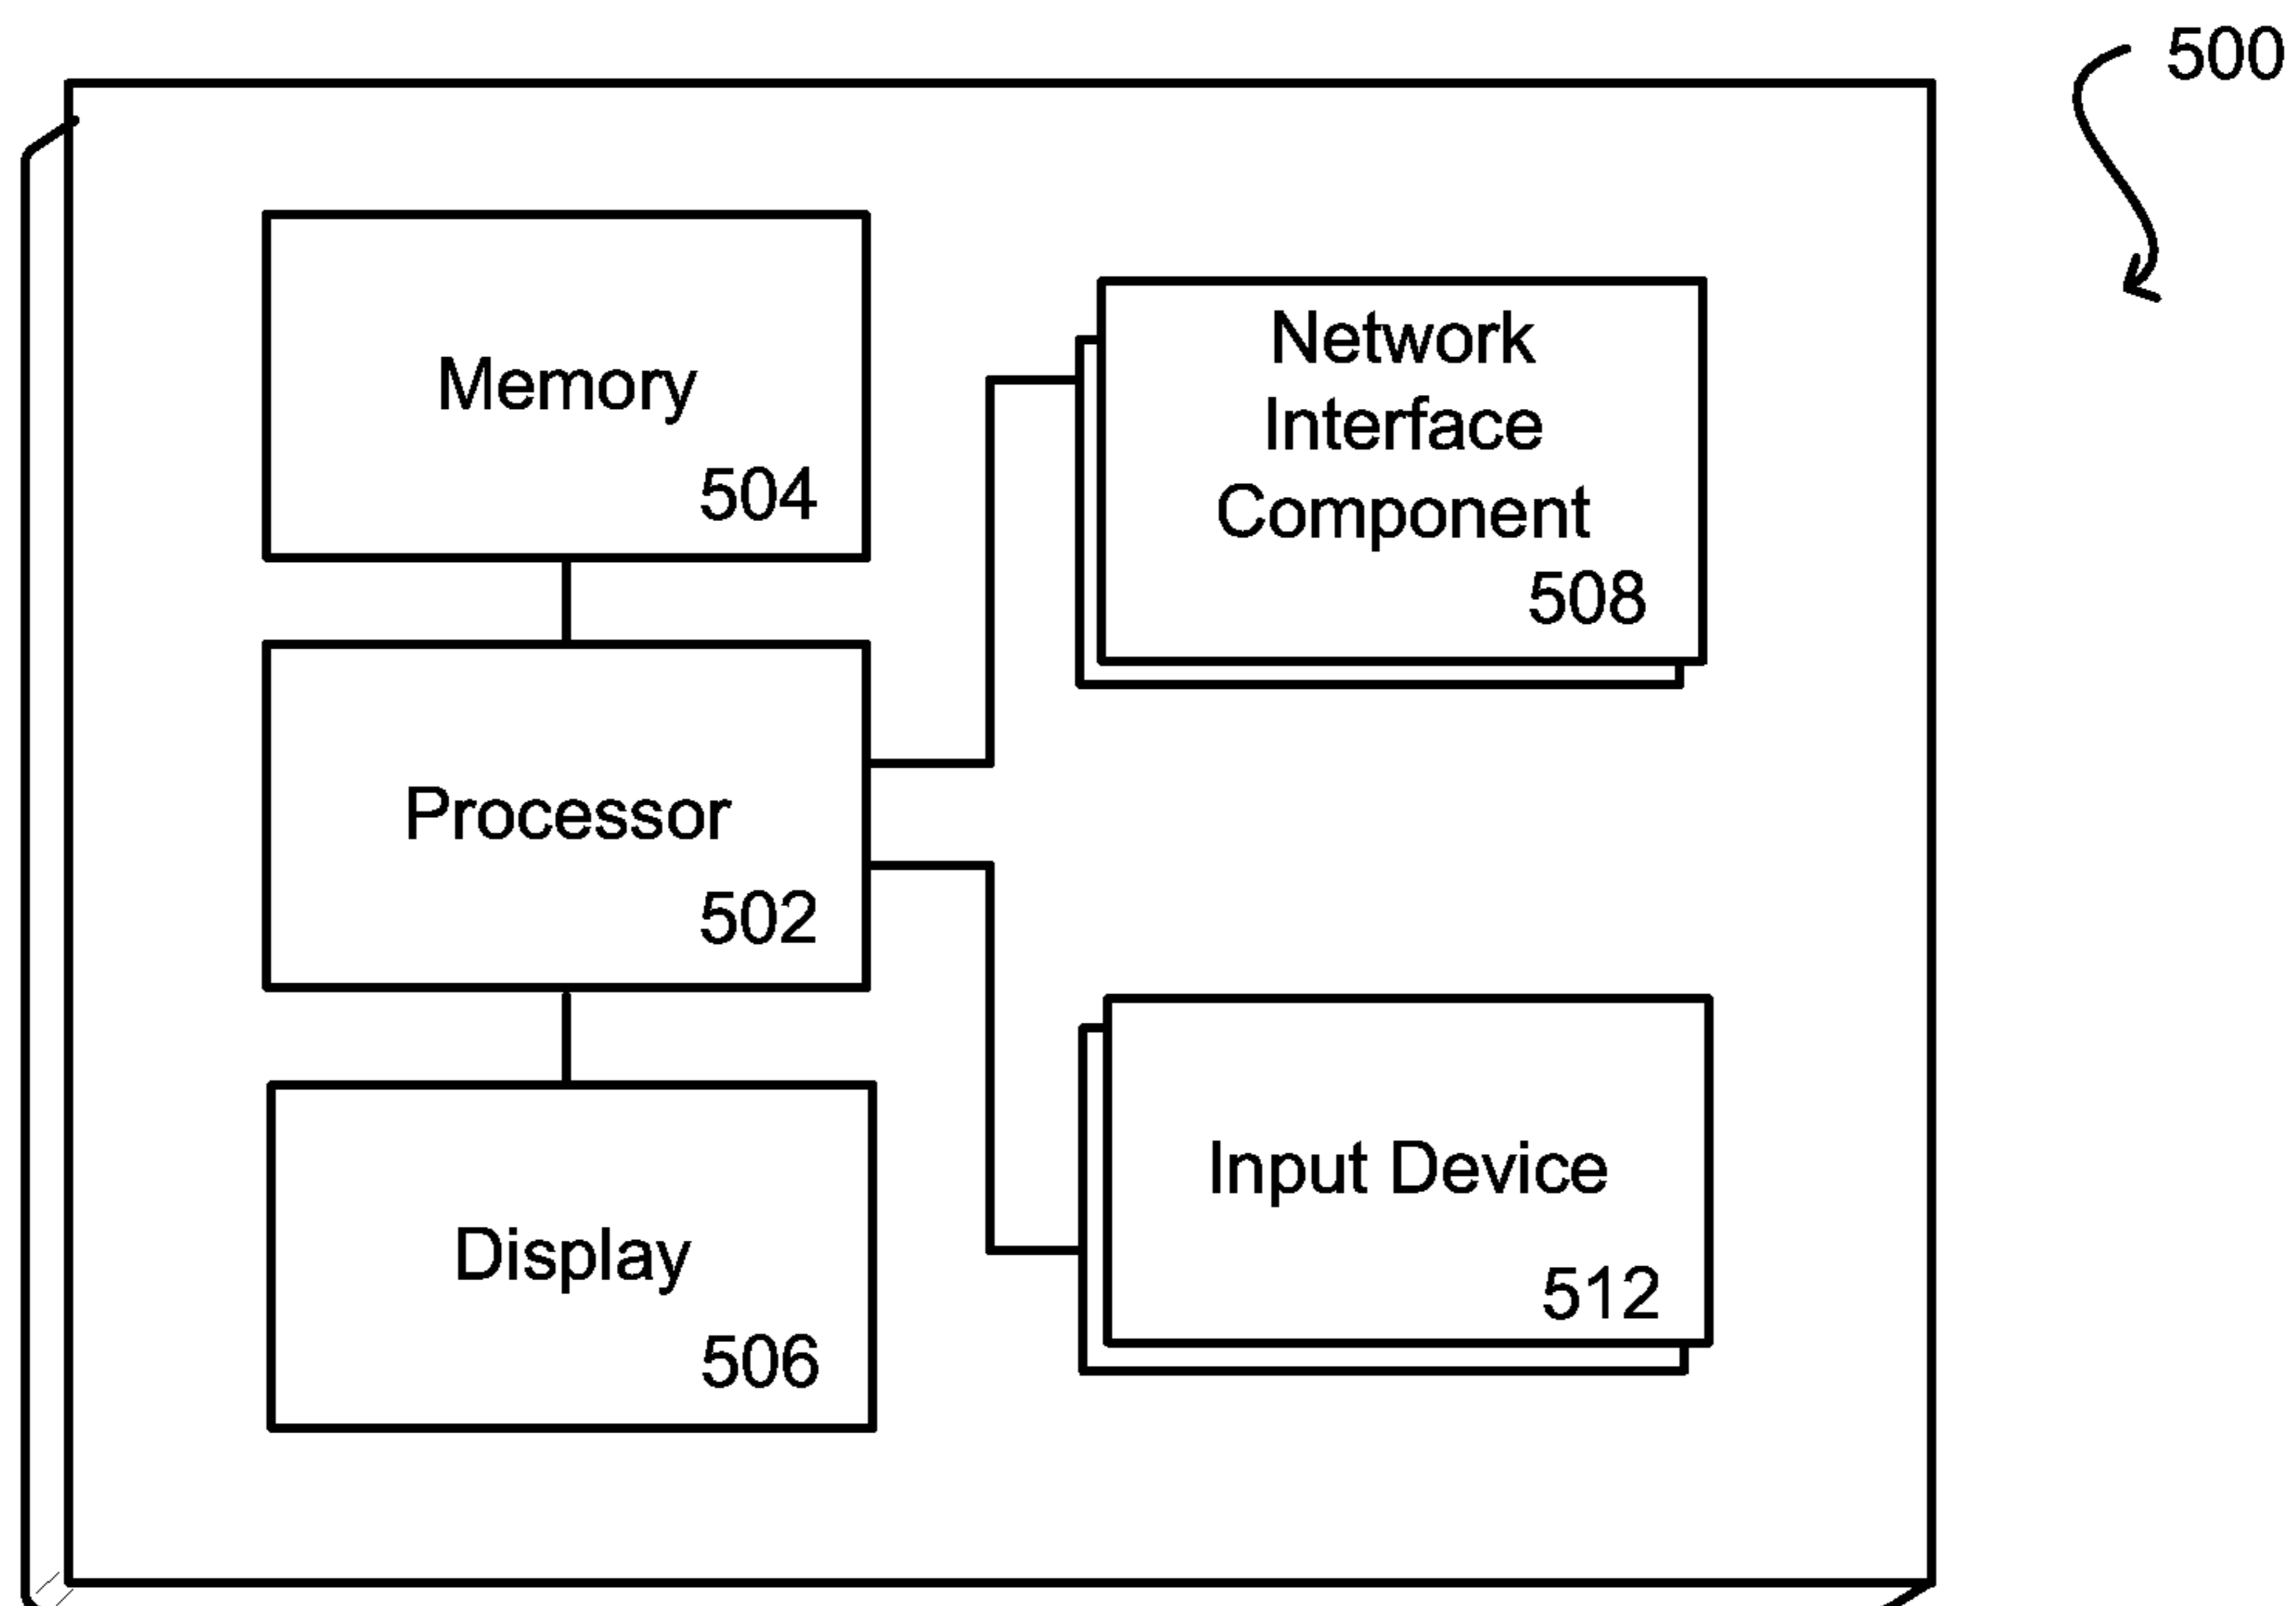 500
Memory
504
Network
Interface
Component
508
Processor
502
Input Device
512
Display
506